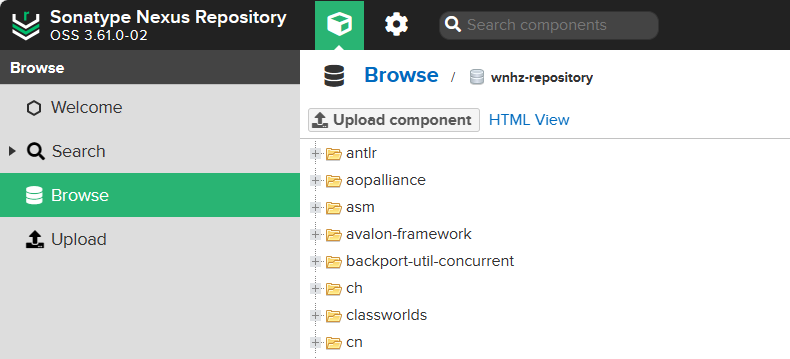 Sonatype Nexus Repository
OSS 3.61.0-02
Search components
Browse
Browse / wnhz-repository
Welcome
Upload component HTML View
Search
antlr
aopalliance
Browse
asm
avalon-framework
Upload
backport-util-concurrent
ch
classworlds
cn